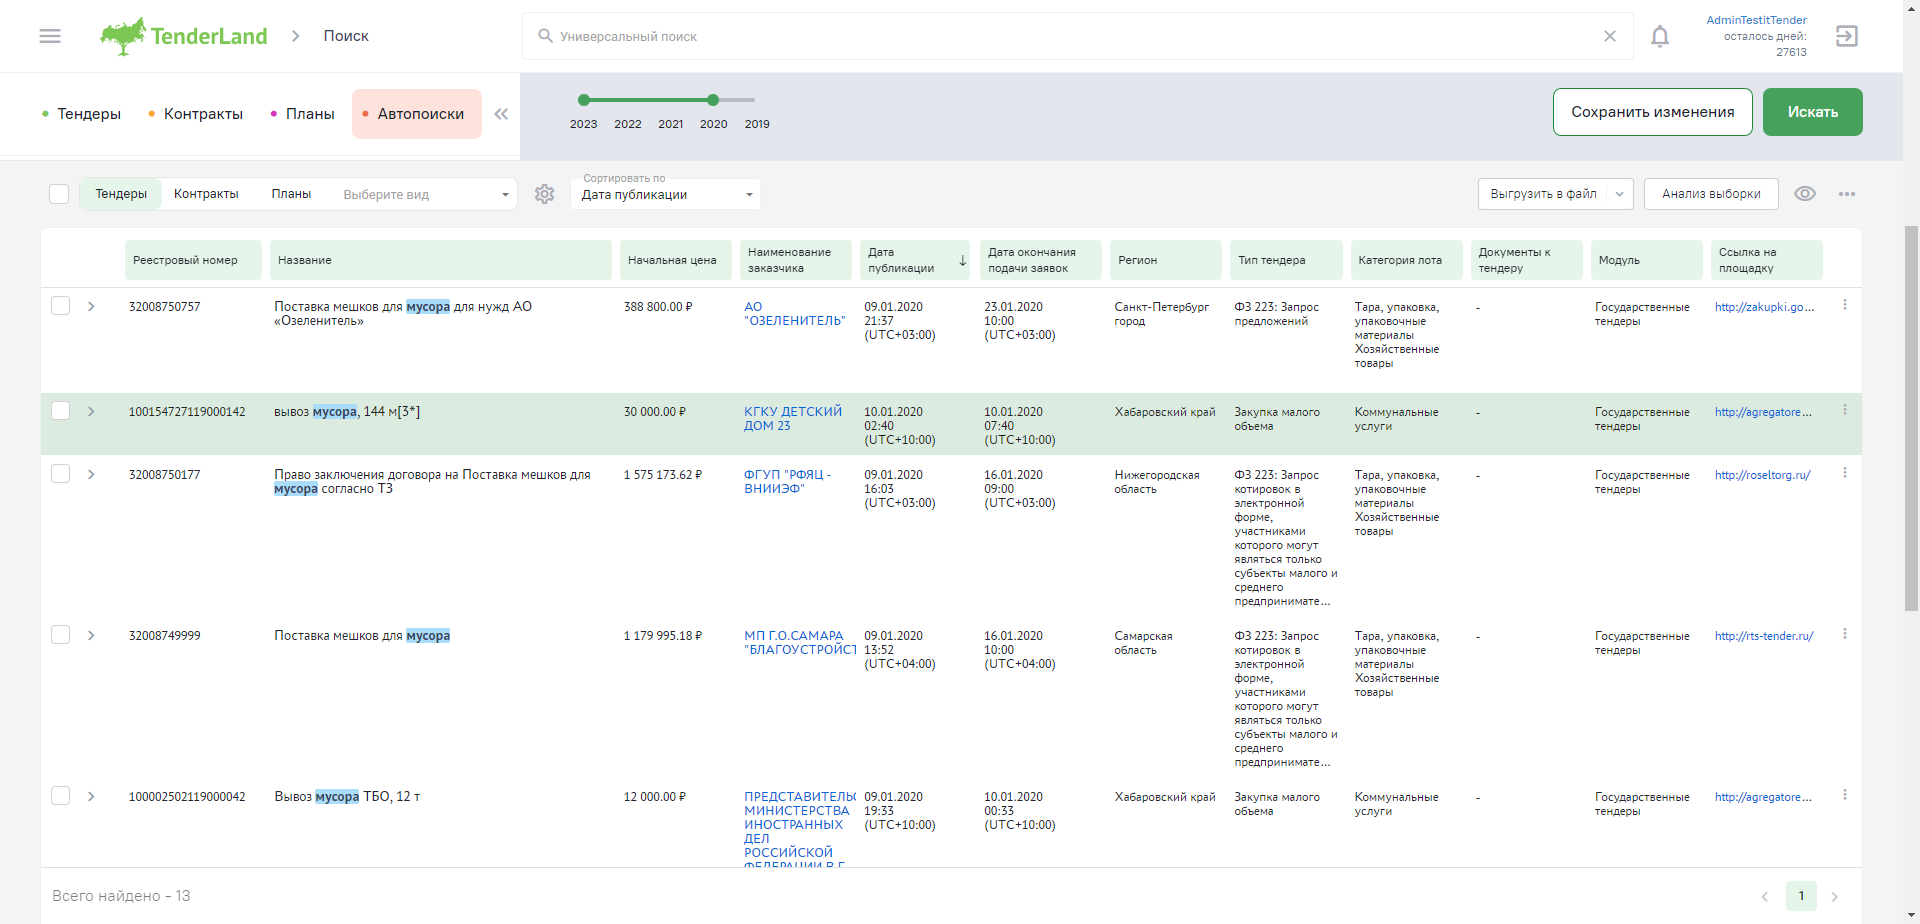 TenderLand
Поиск
Универсальный поиск
AdminTestitTender
осталось дней:
27613
Тендеры
Контракты
Планы
Автопоиски
2023 2022 2021 2020 2019
Сохранить изменения
Искать
Тендеры Контракты Планы Выберите вид
Сортировать по
Дата публикации
Выгрузить в файл
Анализ выборки
Реестровый номер
Название
Начальная цена
Наименование
заказчика
Дата
публикации
Дата окончания
подачи заявок
Регион
Тип тендера
Категория лота
Документы к
тендеру
Модуль
Ссылка на
площадку
32008750757
Поставка мешков для мусора для нужд АО
«Озеленитель»
388 800.00 ₽
АО
"ОЗЕЛЕНИТЕЛЬ"
09.01.2020
21:37
(UTC+03:00)
23.01.2020
10:00
(UTC+03:00)
Санкт-Петербург
город
ФЗ 223: Запрос
предложений
Тара, упаковка,
упаковочные
материалы
Хозяйственные
товары
-
Государственные
тендеры
http://zakupki.go...
100154727119000142
вывоз мусора, 144 м[3*]
30 000.00 ₽
КГКУ ДЕТСКИЙ
ДОМ 23
10.01.2020
02:40
(UTC+10:00)
10.01.2020
07:40
(UTC+10:00)
Хабаровский край
Закупка малого
объема
Коммунальные
услуги
-
Государственные
тендеры
http://agregatore...
32008750177
Право заключения договора на Поставка мешков для
мусора согласно ТЗ
1 575 173.62 ₽
ФГУП "РФЯЦ -
ВНИИЭФ"
09.01.2020
16:03
(UTC+03:00)
16.01.2020
09:00
(UTC+03:00)
Нижегородская
область
ФЗ 223: Запрос
котировок в
электронной
форме,
участниками
которого могут
являться только
субъекты малого и
среднего
предпринимате...
Тара, упаковка,
упаковочные
материалы
Хозяйственные
товары
-
Государственные
тендеры
http://roseltorg.ru/
32008749999
Поставка мешков для мусора
1 179 995.18 ₽
МП Г.О.САМАРА
"БЛАГОУСТРОЙСТ
09.01.2020
13:52
(UTC+04:00)
16.01.2020
10:00
(UTC+04:00)
Самарская
область
ФЗ 223: Запрос
котировок в
электронной
форме,
участниками
которого могут
являться только
субъекты малого и
среднего
предпринимате...
Тара, упаковка,
упаковочные
материалы
Хозяйственные
товары
-
Государственные
тендеры
http://rts-tender.ru/
100002502119000042
Вывоз мусора ТБО, 12 т
12 000.00 ₽
ПРЕДСТАВИТЕЛЬС
МИНИСТЕРСТВА
ИНОСТРАННЫХ
ДЕЛ
РОССИЙСКОЙ
ФЕДЕРАЦИИ В Г.
09.01.2020
19:33
(UTC+10:00)
10.01.2020
00:33
(UTC+10:00)
Хабаровский край
Закупка малого
объема
Коммунальные
услуги
-
Государственные
тендеры
http://agregatore...
Всего найдено - 13
1